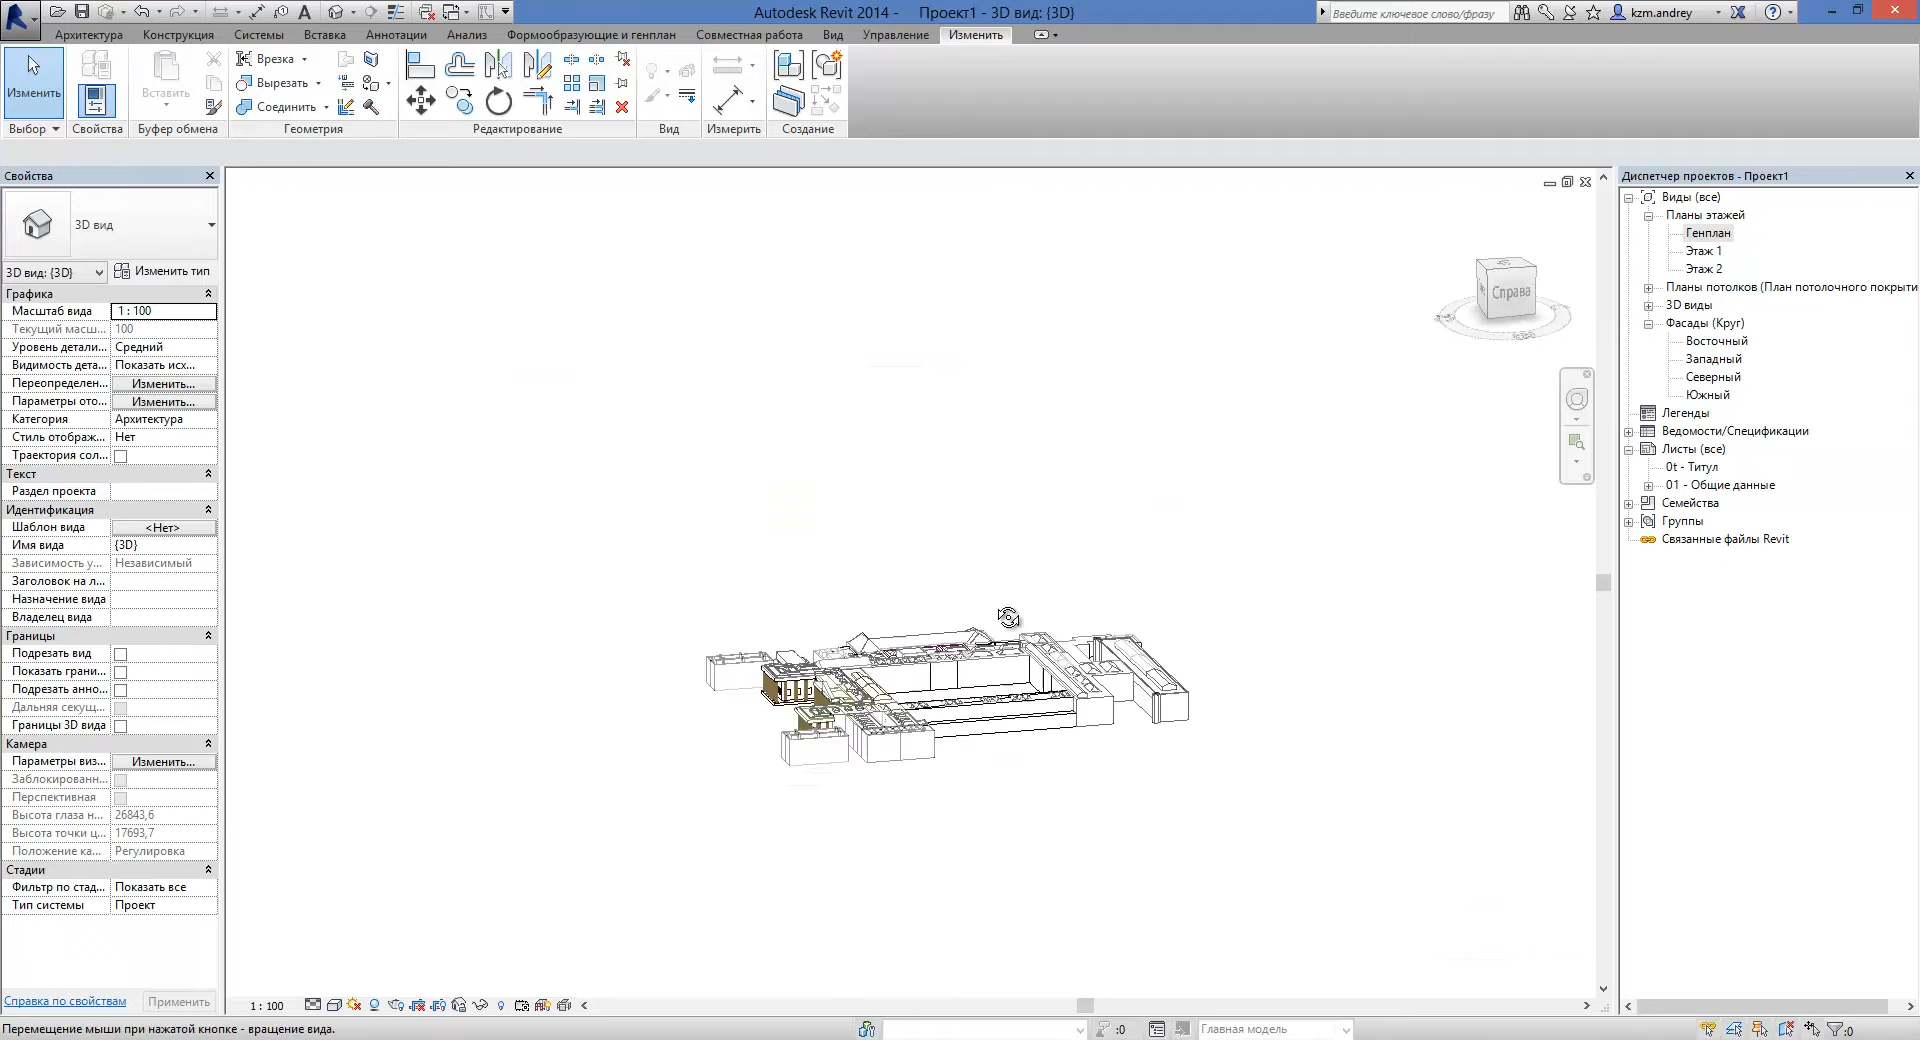 Autodesk Revit 2014 - Проект1 - 3D вид: {3D}
Введите ключевое слово/фразу
kzm.andrey
Архитектура Конструкция Системы Вставка Аннотации Анализ Формообразующие и генплан Совместная работа Вид Управление Изменить
Изменить
Вставить
Врезка
Вырезать
Соединить
Выбор Свойства Буфер обмена Геометрия Редактирование Вид Измерить Создание
Свойства
3D вид
3D вид: {3D} Изменить тип
Графика
Масштаб вида 1 : 100
Текущий масш... 100
Уровень детали... Средний
Видимость дета... Показать исх...
Переопределен... Изменить...
Параметры ото... Изменить...
Категория Архитектура
Стиль отображ... Нет
Траектория сол...
Текст
Раздел проекта
Идентификация
Шаблон вида <Нет>
Имя вида {3D}
Зависимость у... Независимый
Заголовок на л...
Назначение вида
Владелец вида
Границы
Подрезать вид
Показать грани...
Подрезать анно...
Дальняя секущ...
Границы 3D вида
Камера
Параметры виз... Изменить...
Заблокированн...
Перспективная
Высота глаза н... 26843,6
Высота точки ц... 17693,7
Положение ка... Регулировка
Стадии
Фильтр по стад... Показать все
Тип системы Проект
Справка по свойствам Применить
Справа
1 : 100
Диспетчер проектов - Проект1
Виды (все)
Планы этажей
Генплан
Этаж 1
Этаж 2
Планы потолков (План потолочного покрыти
3D виды
Фасады (Круг)
Восточный
Западный
Северный
Южный
Легенды
Ведомости/Спецификации
Листы (все)
0t - Титул
01 - Общие данные
Семейства
Группы
Связанные файлы Revit
Перемещение мыши при нажатой кнопке - вращение вида.
:0
Главная модель
:0